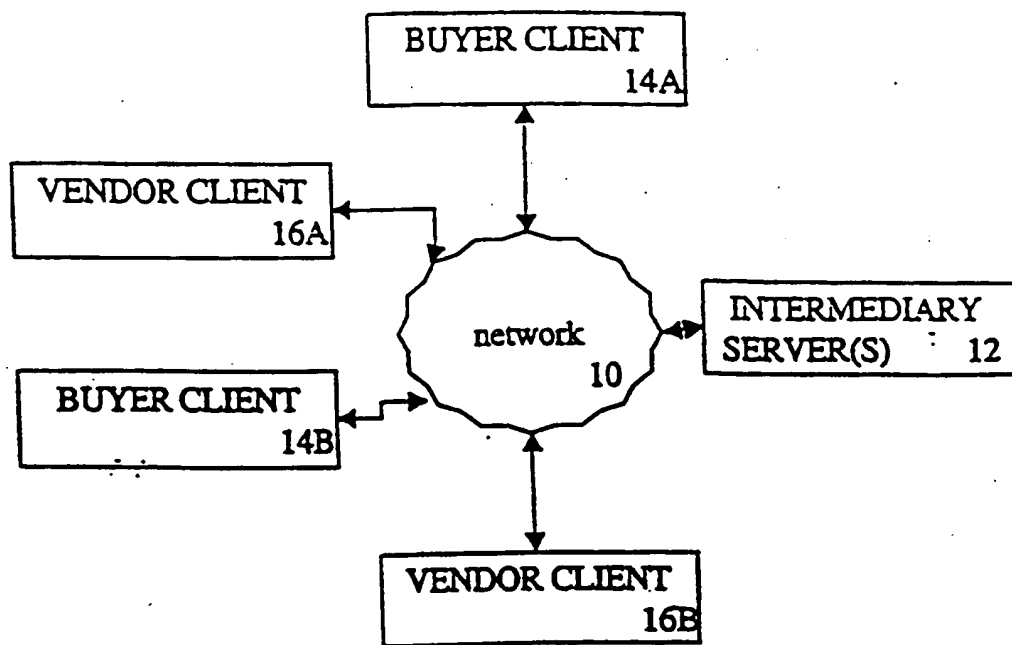 BUYER CLIENT
14A
VENDOR CLIENT
16A
network
10
INTERMEDIARY
SERVER(S) 12
BUYER CLIENT
14B
VENDOR CLIENT
16B